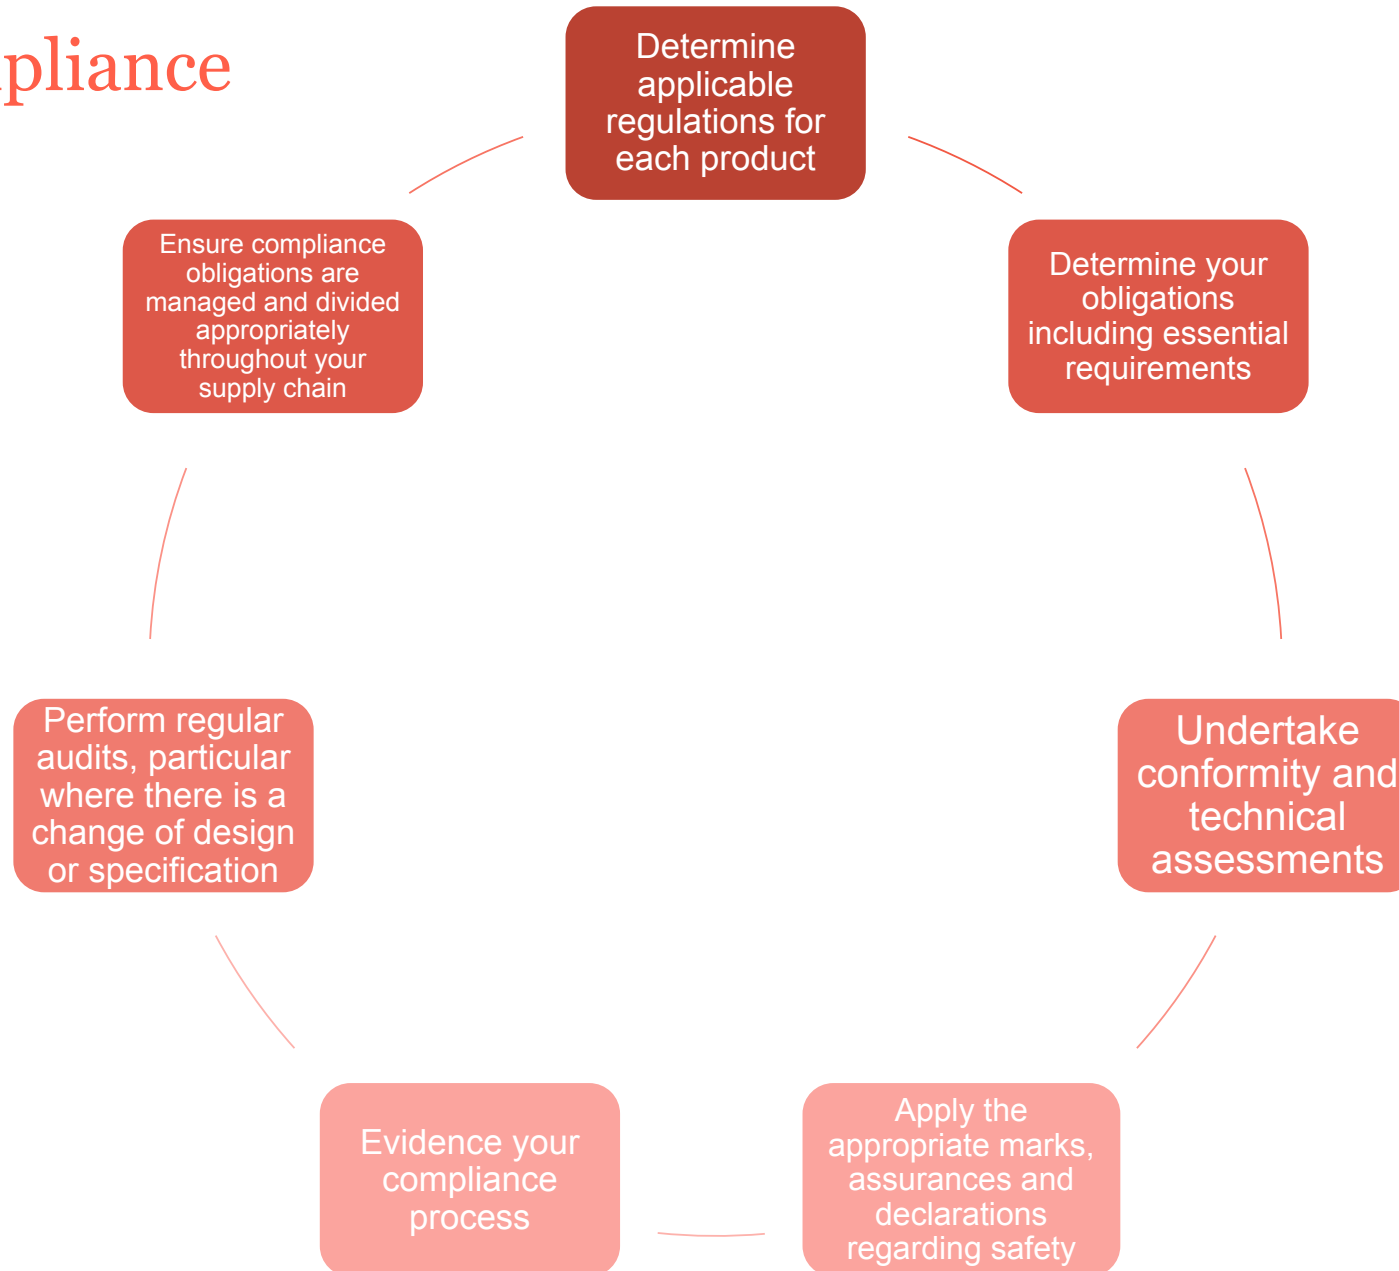 pliance
Determine
applicable
regulations for
each product
Determine your
obligations
including essential
requirements
Undertake
conformity and
technical
assessments
Apply the
appropriate marks,
assurances and
declarations
regarding safety
Evidence your
compliance
process
Perform regular
audits, particular
where there is a
change of design
or specification
Ensure compliance
obligations are
managed and divided
appropriately
throughout your
supply chain